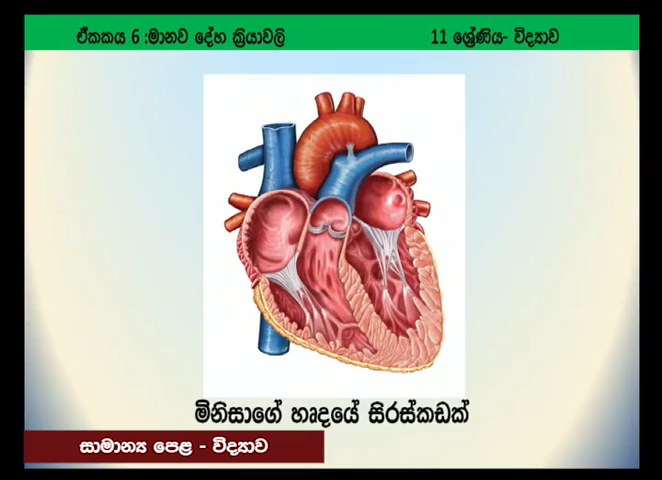 ඒකකය 6 :මානව දේහ ක්‍රියාවලි
11 ශ්‍රේණිය- විද්‍යාව
මිනිසාගේ හෘදයේ සිරස්කඩක්
සාමාන්‍ය පෙළ - විද්‍යාව